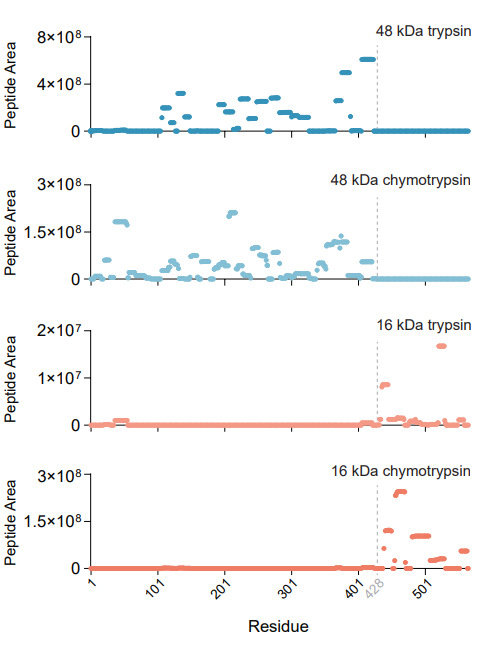 48 kDa trypsin
Peptide Area
8×10⁸
4×10⁸
0
48 kDa chymotrypsin
Peptide Area
3×10⁸
1.5×10⁸
0
16 kDa trypsin
Peptide Area
2×10⁷
1×10⁷
0
16 kDa chymotrypsin
Peptide Area
3×10⁸
1.5×10⁸
0
1 101 201 301 401 428 501
Residue